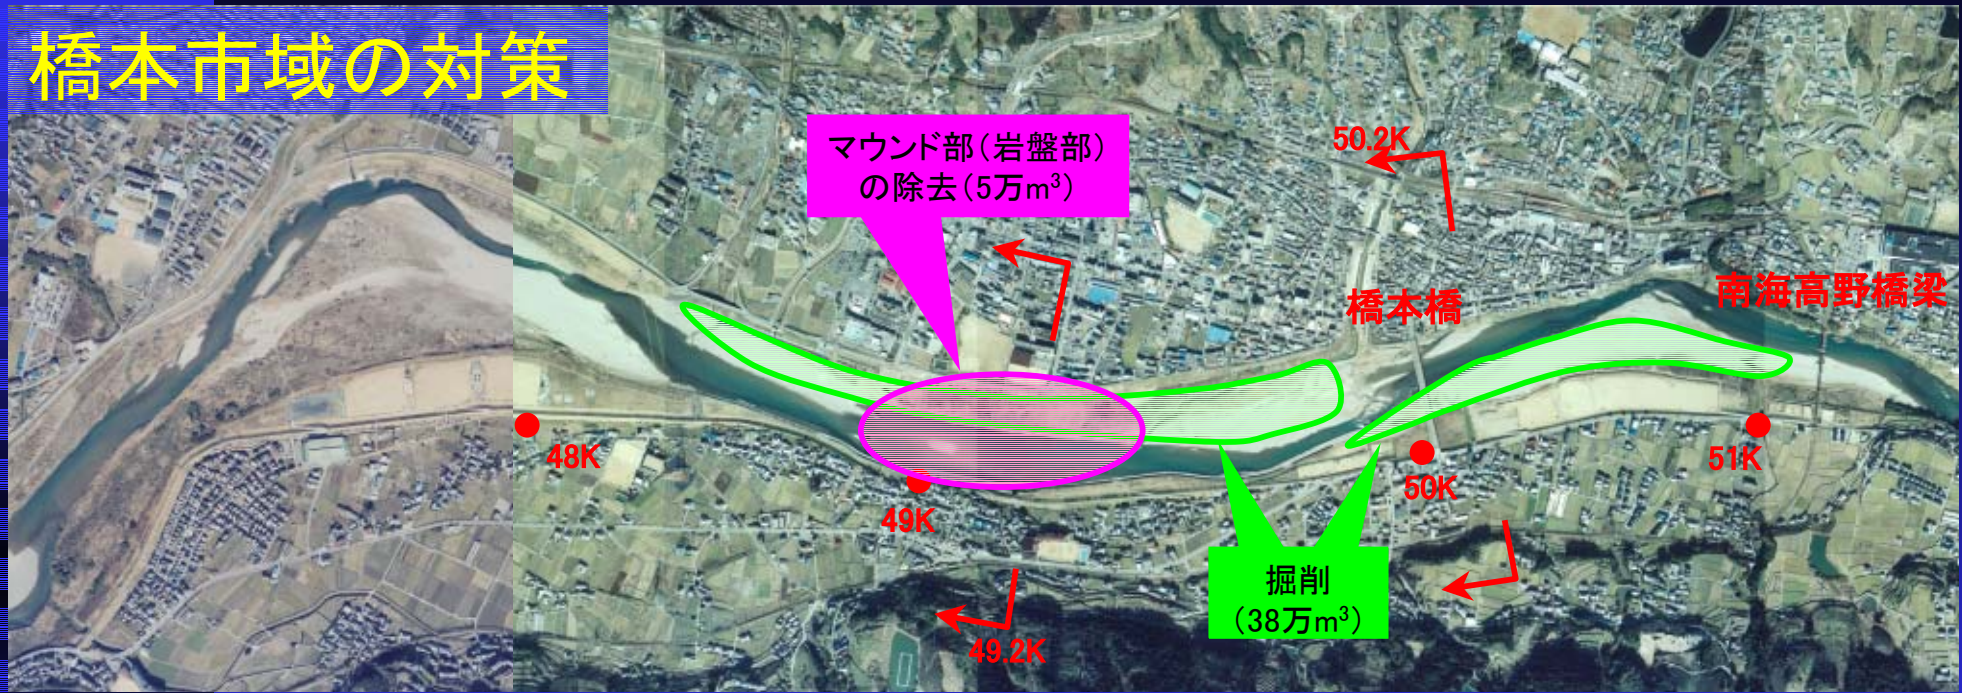 橋本市域の対策
マウンド部（岩盤部）
の除去（5万m³）
50.2K
橋本橋
南海高野橋梁
48K
49K
50K
51K
掘削
（38万m³）
49.2K